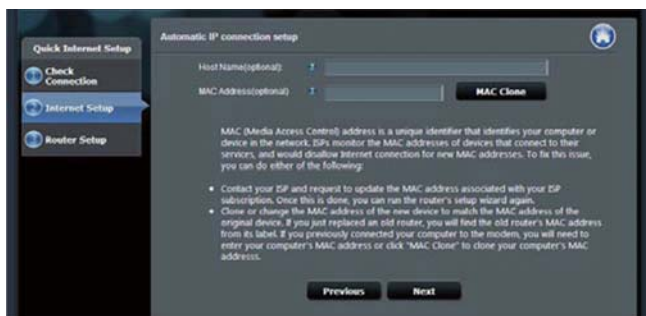 Quick Internet Setup
Check
Connection
Internet Setup
Router Setup
Automatic IP connection setup
Host Name(optional):
MAC Address(optional)
MAC Clone
MAC (Media Access Control) address is a unique identifier that identifies your computer or
device in the network. ISPs monitor the MAC addresses of devices that connect to their
services, and would disallow Internet connection for new MAC addresses. To fix this issue,
you can do either of the following:
• Contact your ISP and request to update the MAC address associated with your ISP
subscription. Once this is done, you can run the router's setup wizard again.
• Clone or change the MAC address of the new device to match the MAC address of the
original device. If you just replaced an old router, you will find the old router's MAC address
from its label. If you previously connected your computer to the modem, you will need to
enter your computer's MAC address or click "MAC Clone" to clone your computer's MAC
addresss.
Previous
Next